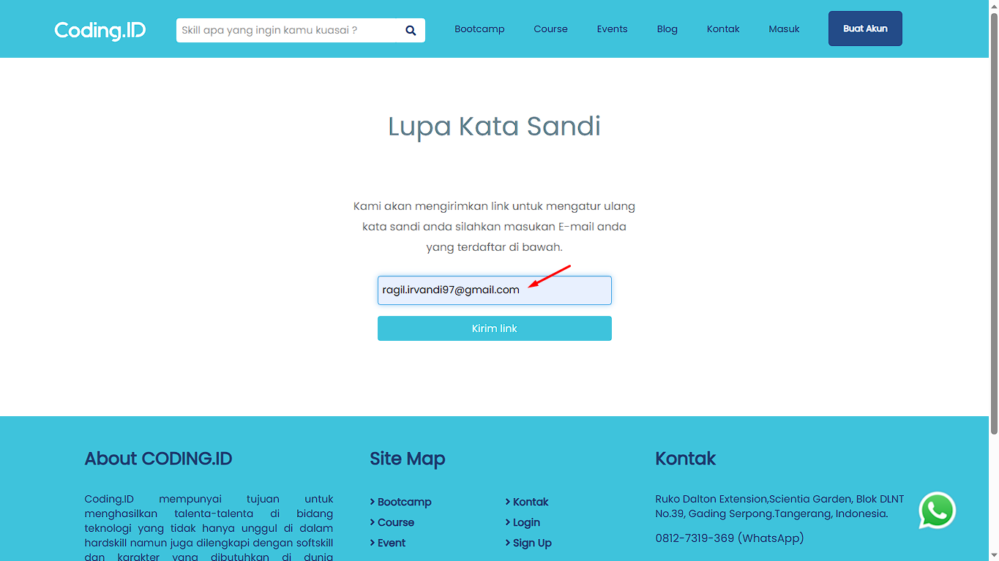 Coding.ID
Skill apa yang ingin kamu kuasai ?
Bootcamp
Course
Events
Blog
Kontak
Masuk
Buat Akun
Lupa Kata Sandi
Kami akan mengirimkan link untuk mengatur ulang
kata sandi anda silahkan masukan E-mail anda
yang terdaftar di bawah.
ragil.irvandi97@gmail.com
Kirim link
About CODING.ID
Coding.ID mempunyai tujuan untuk
menghasilkan talenta-talenta di bidang
teknologi yang tidak hanya unggul di dalam
hardskill namun juga dilengkapi dengan softskill
dan karakter yang dibutuhkan di dunia
Site Map
Bootcamp
Course
Event
Kontak
Login
Sign Up
Kontak
Ruko Dalton Extension,Scientia Garden, Blok DLNT
No.39, Gading Serpong.Tangerang, Indonesia.
0812-7319-369 (WhatsApp)